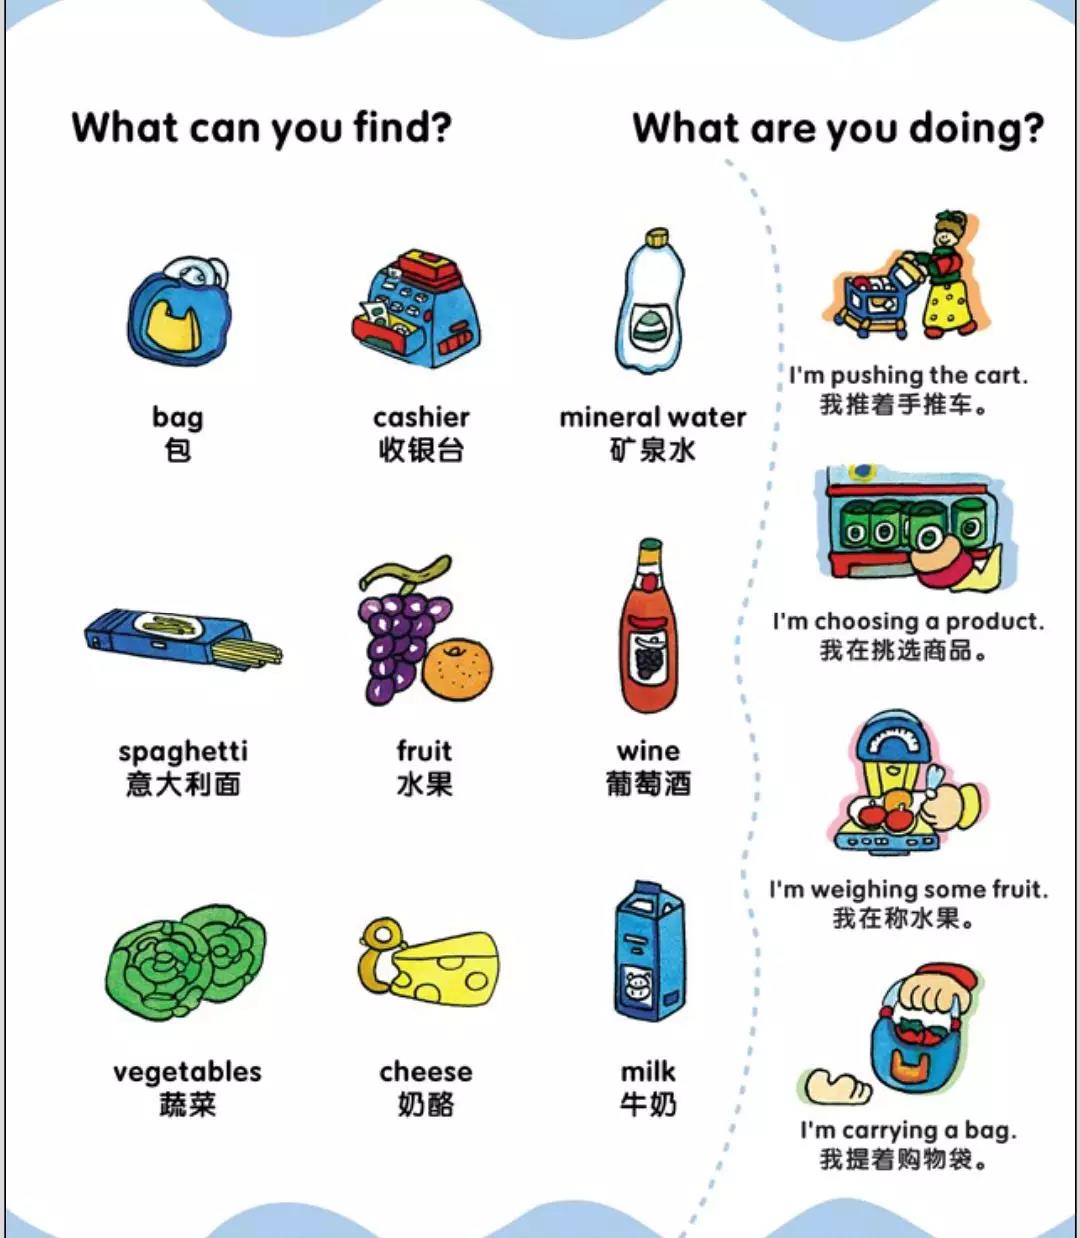 What can you find?
What are you doing?
bag
包
cashier
收银台
mineral water
矿泉水
spaghetti
意大利面
fruit
水果
wine
葡萄酒
vegetables
蔬菜
cheese
奶酪
milk
牛奶
I'm pushing the cart.
我推着手推车。
I'm choosing a product.
我在挑选商品。
I'm weighing some fruit.
我在称水果。
I'm carrying a bag.
我提着购物袋。